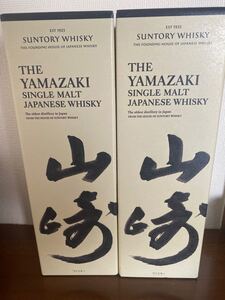 EST 1923
SUNTORY WHISKY
THE FOUNDING HOUSE OF JAPANESE WHISKY
THE
YAMAZAKI
SINGLE MALT
JAPANESE WHISKY
The oldest distillery in Japan
FROM THE HOUSE OF SUNTORY WHISKY
山崎
EST 1923
SUNTORY WHISKY
THE FOUNDING HOUSE OF JAPANESE WHISKY
THE
YAMAZAKI
SINGLE MALT
JAPANESE WHISKY
The oldest distillery in Japan
FROM THE HOUSE OF SUNTORY WHISKY
山崎